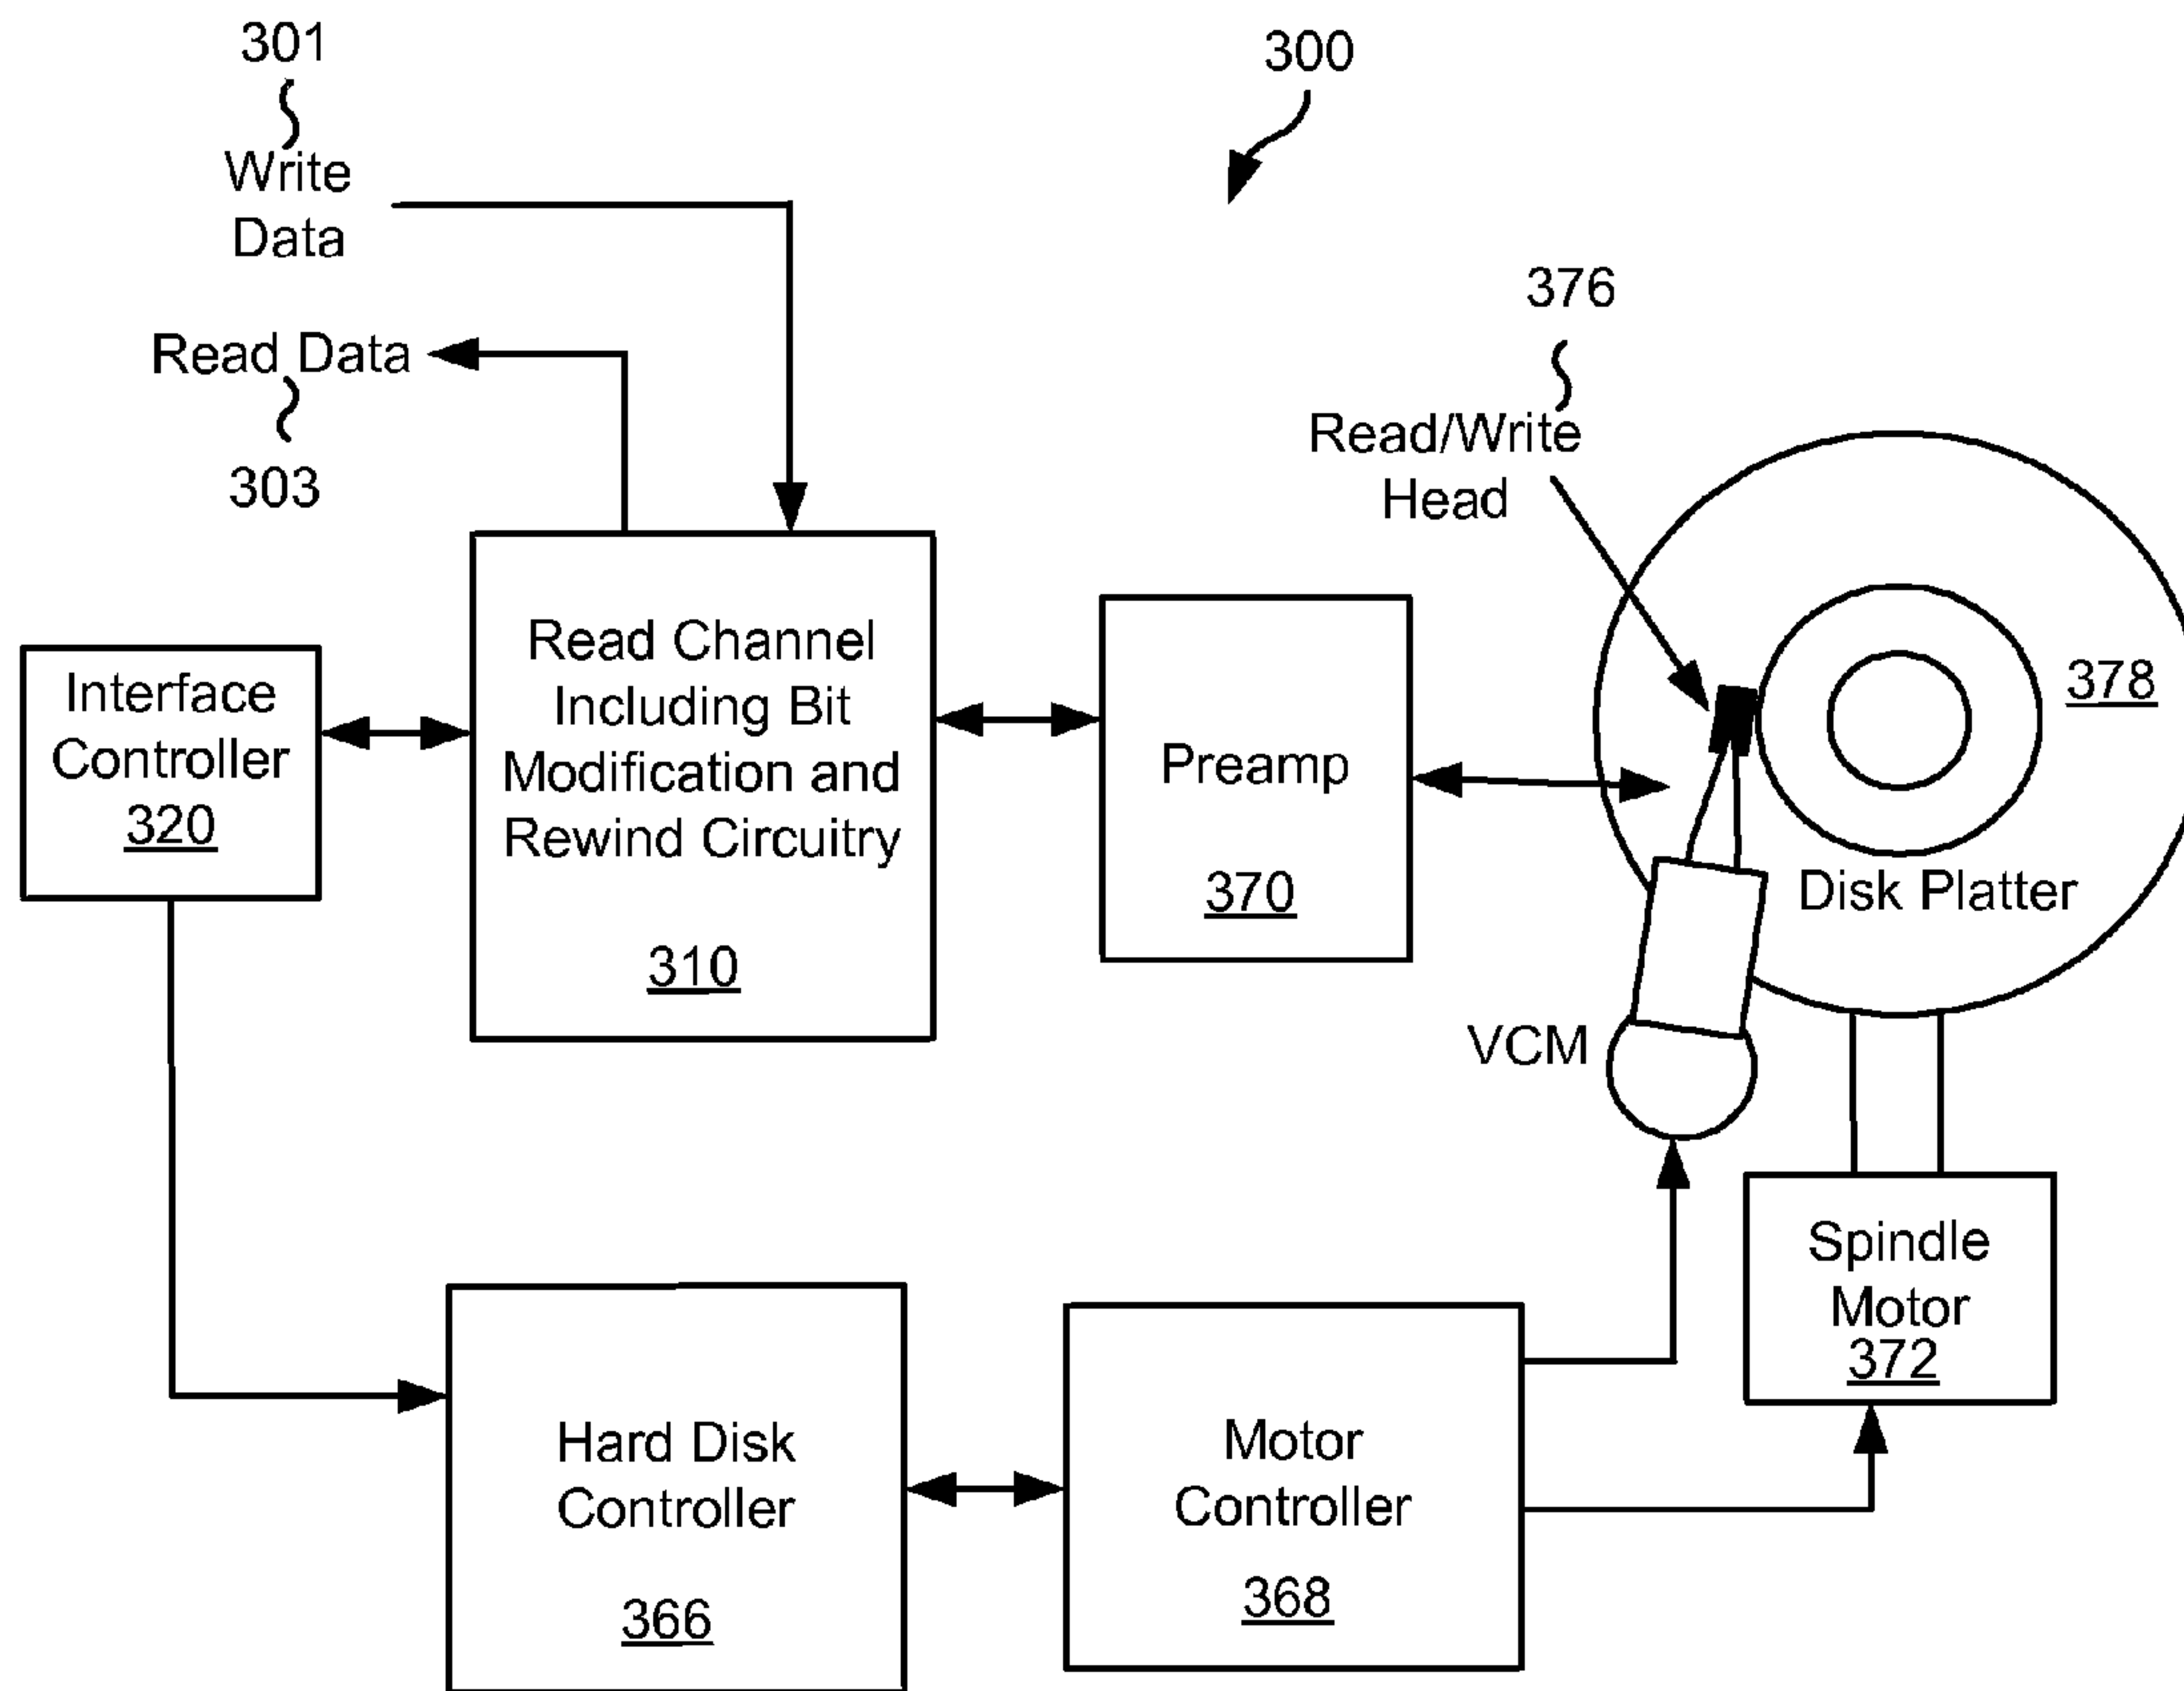 301
Write
Data
300
Read Data
303
376
Read/Write
Head
Interface
Controller
320
Read Channel
Including Bit
Modification and
Rewind Circuitry
310
Preamp
370
378
Disk Platter
VCM
Spindle
Motor
372
Hard Disk
Controller
366
Motor
Controller
368